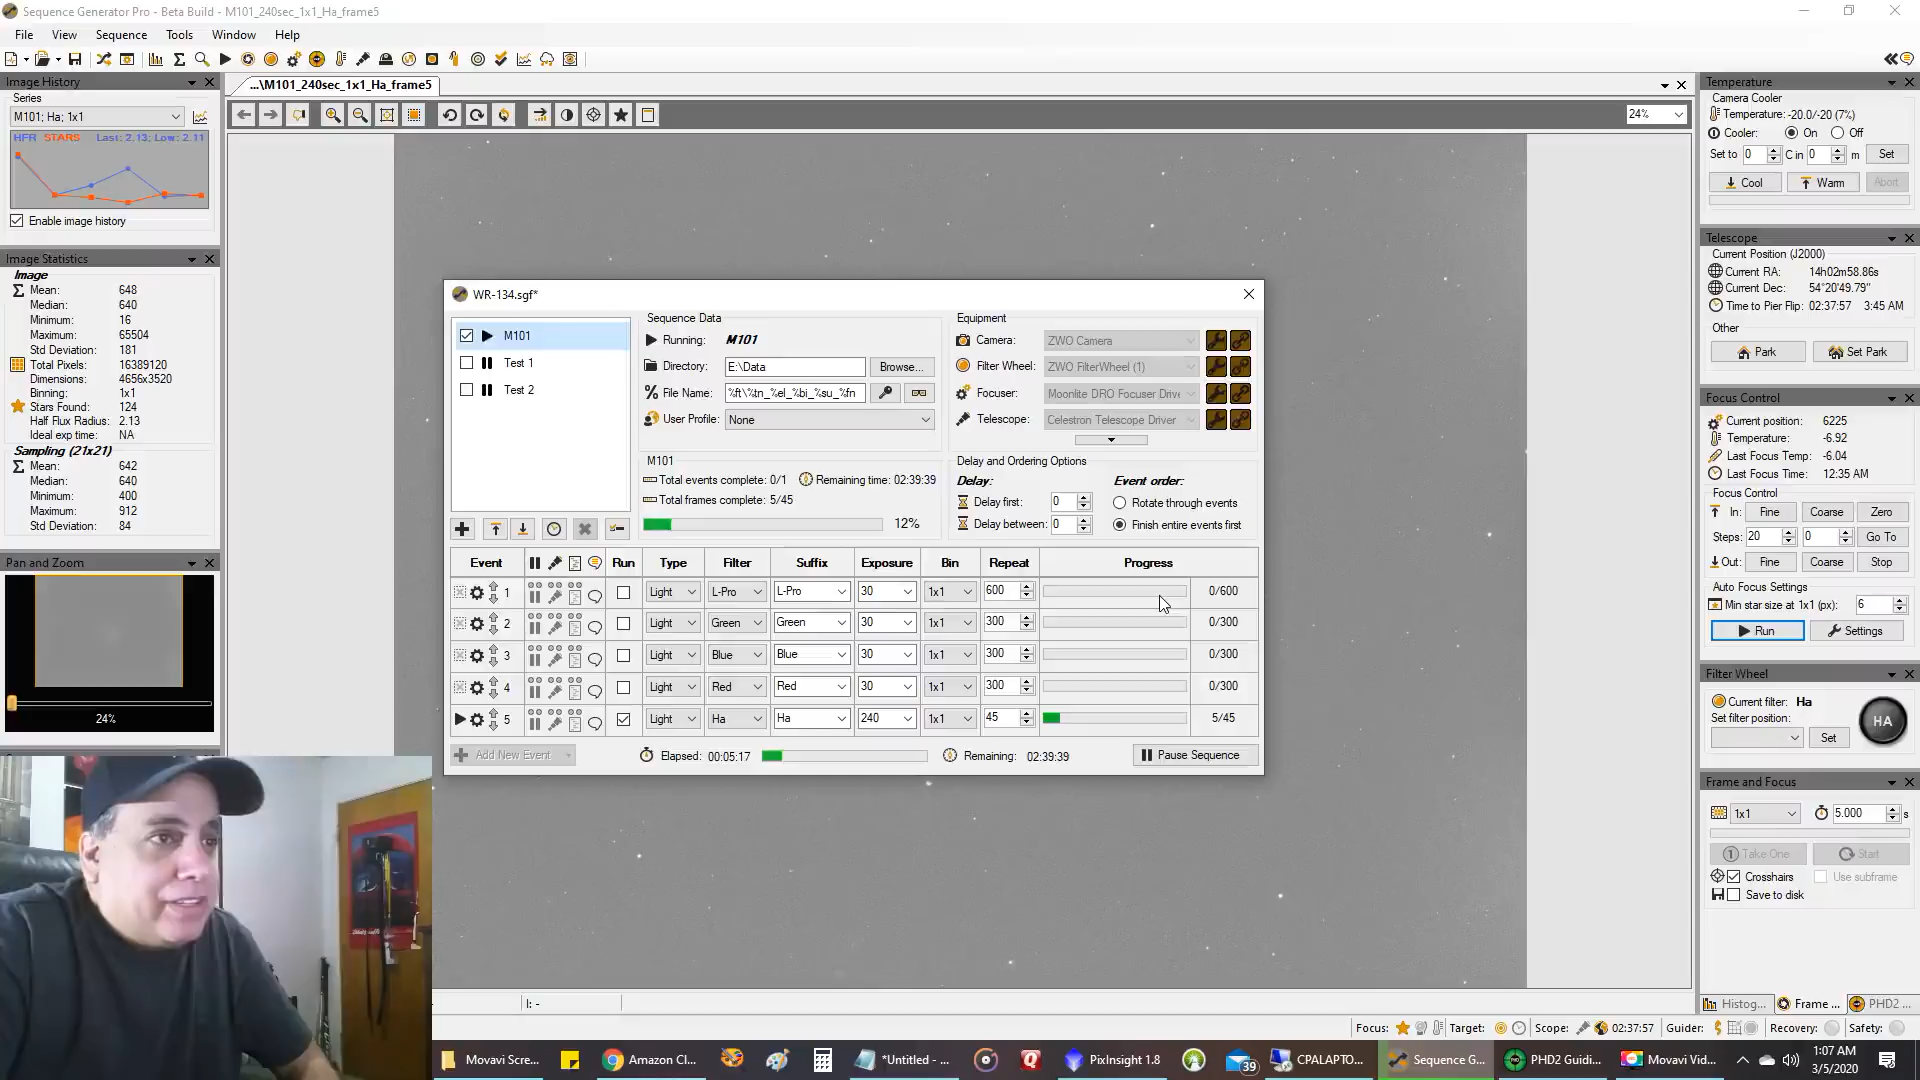 Sequence Generator Pro - Beta Build - M101_240sec_1x1_Ha_frame5
File View Sequence Tools Window Help
Image History
Series
M101; Ha; 1x1
HFR STARS Last: 2.13; Low: 2.11
Enable image history
Image Statistics
Image
Mean: 648
Median: 640
Minimum: 16
Maximum: 65504
Std Deviation: 181
Total Pixels: 16389120
Dimensions: 4656x3520
Binning: 1x1
Stars Found: 124
Half Flux Radius: 2.13
Ideal exp time: NA
Sampling (21x21)
Mean: 642
Median: 640
Minimum: 400
Maximum: 912
Std Deviation: 84
Pan and Zoom
24%
...\M101_240sec_1x1_Ha_frame5
24%
WR-134.sgf*
M101
Test 1
Test 2
Sequence Data
Running: M101
Directory: E:\Data Browse...
File Name: %ft\%tn_%el_%bi_%su_%fn
User Profile: None
Equipment
Camera: ZWO Camera
Filter Wheel: ZWO FilterWheel (1)
Focuser: Moonlite DRO Focuser Drive
Telescope: Celestron Telescope Driver
M101
Total events complete: 0/1 Remaining time: 02:39:39
Total frames complete: 5/45
12%
Delay and Ordering Options
Delay: Event order:
Delay first: 0 Rotate through events
Delay between: 0 Finish entire events first
Event Run Type Filter Suffix Exposure Bin Repeat Progress
1 Light L-Pro L-Pro 30 1x1 600 0/600
2 Light Green Green 30 1x1 300 0/300
3 Light Blue Blue 30 1x1 300 0/300
4 Light Red Red 30 1x1 300 0/300
5 Light Ha Ha 240 1x1 45 5/45
Add New Event Elapsed: 00:05:17 Remaining: 02:39:39 Pause Sequence
I: -
Temperature
Camera Cooler
Temperature: -20.0/-20 (7%)
Cooler: On Off
Set to 0 C in 0 m Set
Cool Warm Abort
Telescope
Current Position (J2000)
Current RA: 14h02m58.86s
Current Dec: 54°20'49.79"
Time to Pier Flip: 02:37:57 3:45 AM
Other
Park Set Park
Focus Control
Current position: 6225
Temperature: -6.92
Last Focus Temp: -6.04
Last Focus Time: 12:35 AM
Focus Control
In: Fine Coarse Zero
Steps: 20 0 Go To
Out: Fine Coarse Stop
Auto Focus Settings
Min star size at 1x1 (px): 6
Run Settings
Filter Wheel
Current filter: Ha
Set filter position:
Set
HA
Frame and Focus
1x1 5.000 s
Take One Start
Crosshairs Use subframe
Save to disk
Histog... Frame ... PHD2 ...
Focus: Target: Scope: 02:37:57 Guider: Recovery: Safety:
Movavi Scre... Amazon Cl... *Untitled - ... PixInsight 1.8 39 CPALAPTO... Sequence G... PHD2 Guidi... Movavi Vid...
1:07 AM
3/5/2020